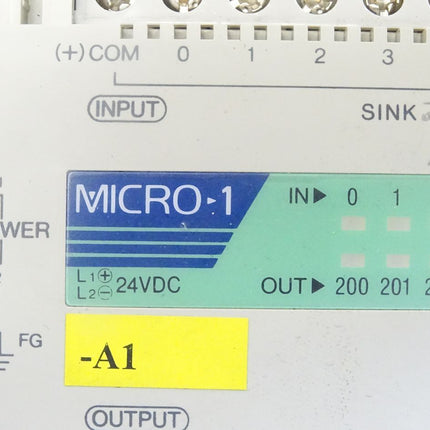 (+) COM 0 1 2 3
INPUT
SINK
MICRO-1
IN▶ 0 1
L1⊕
L2⊖ 24VDC
OUT▶ 200 201
FG
-A1
OUTPUT